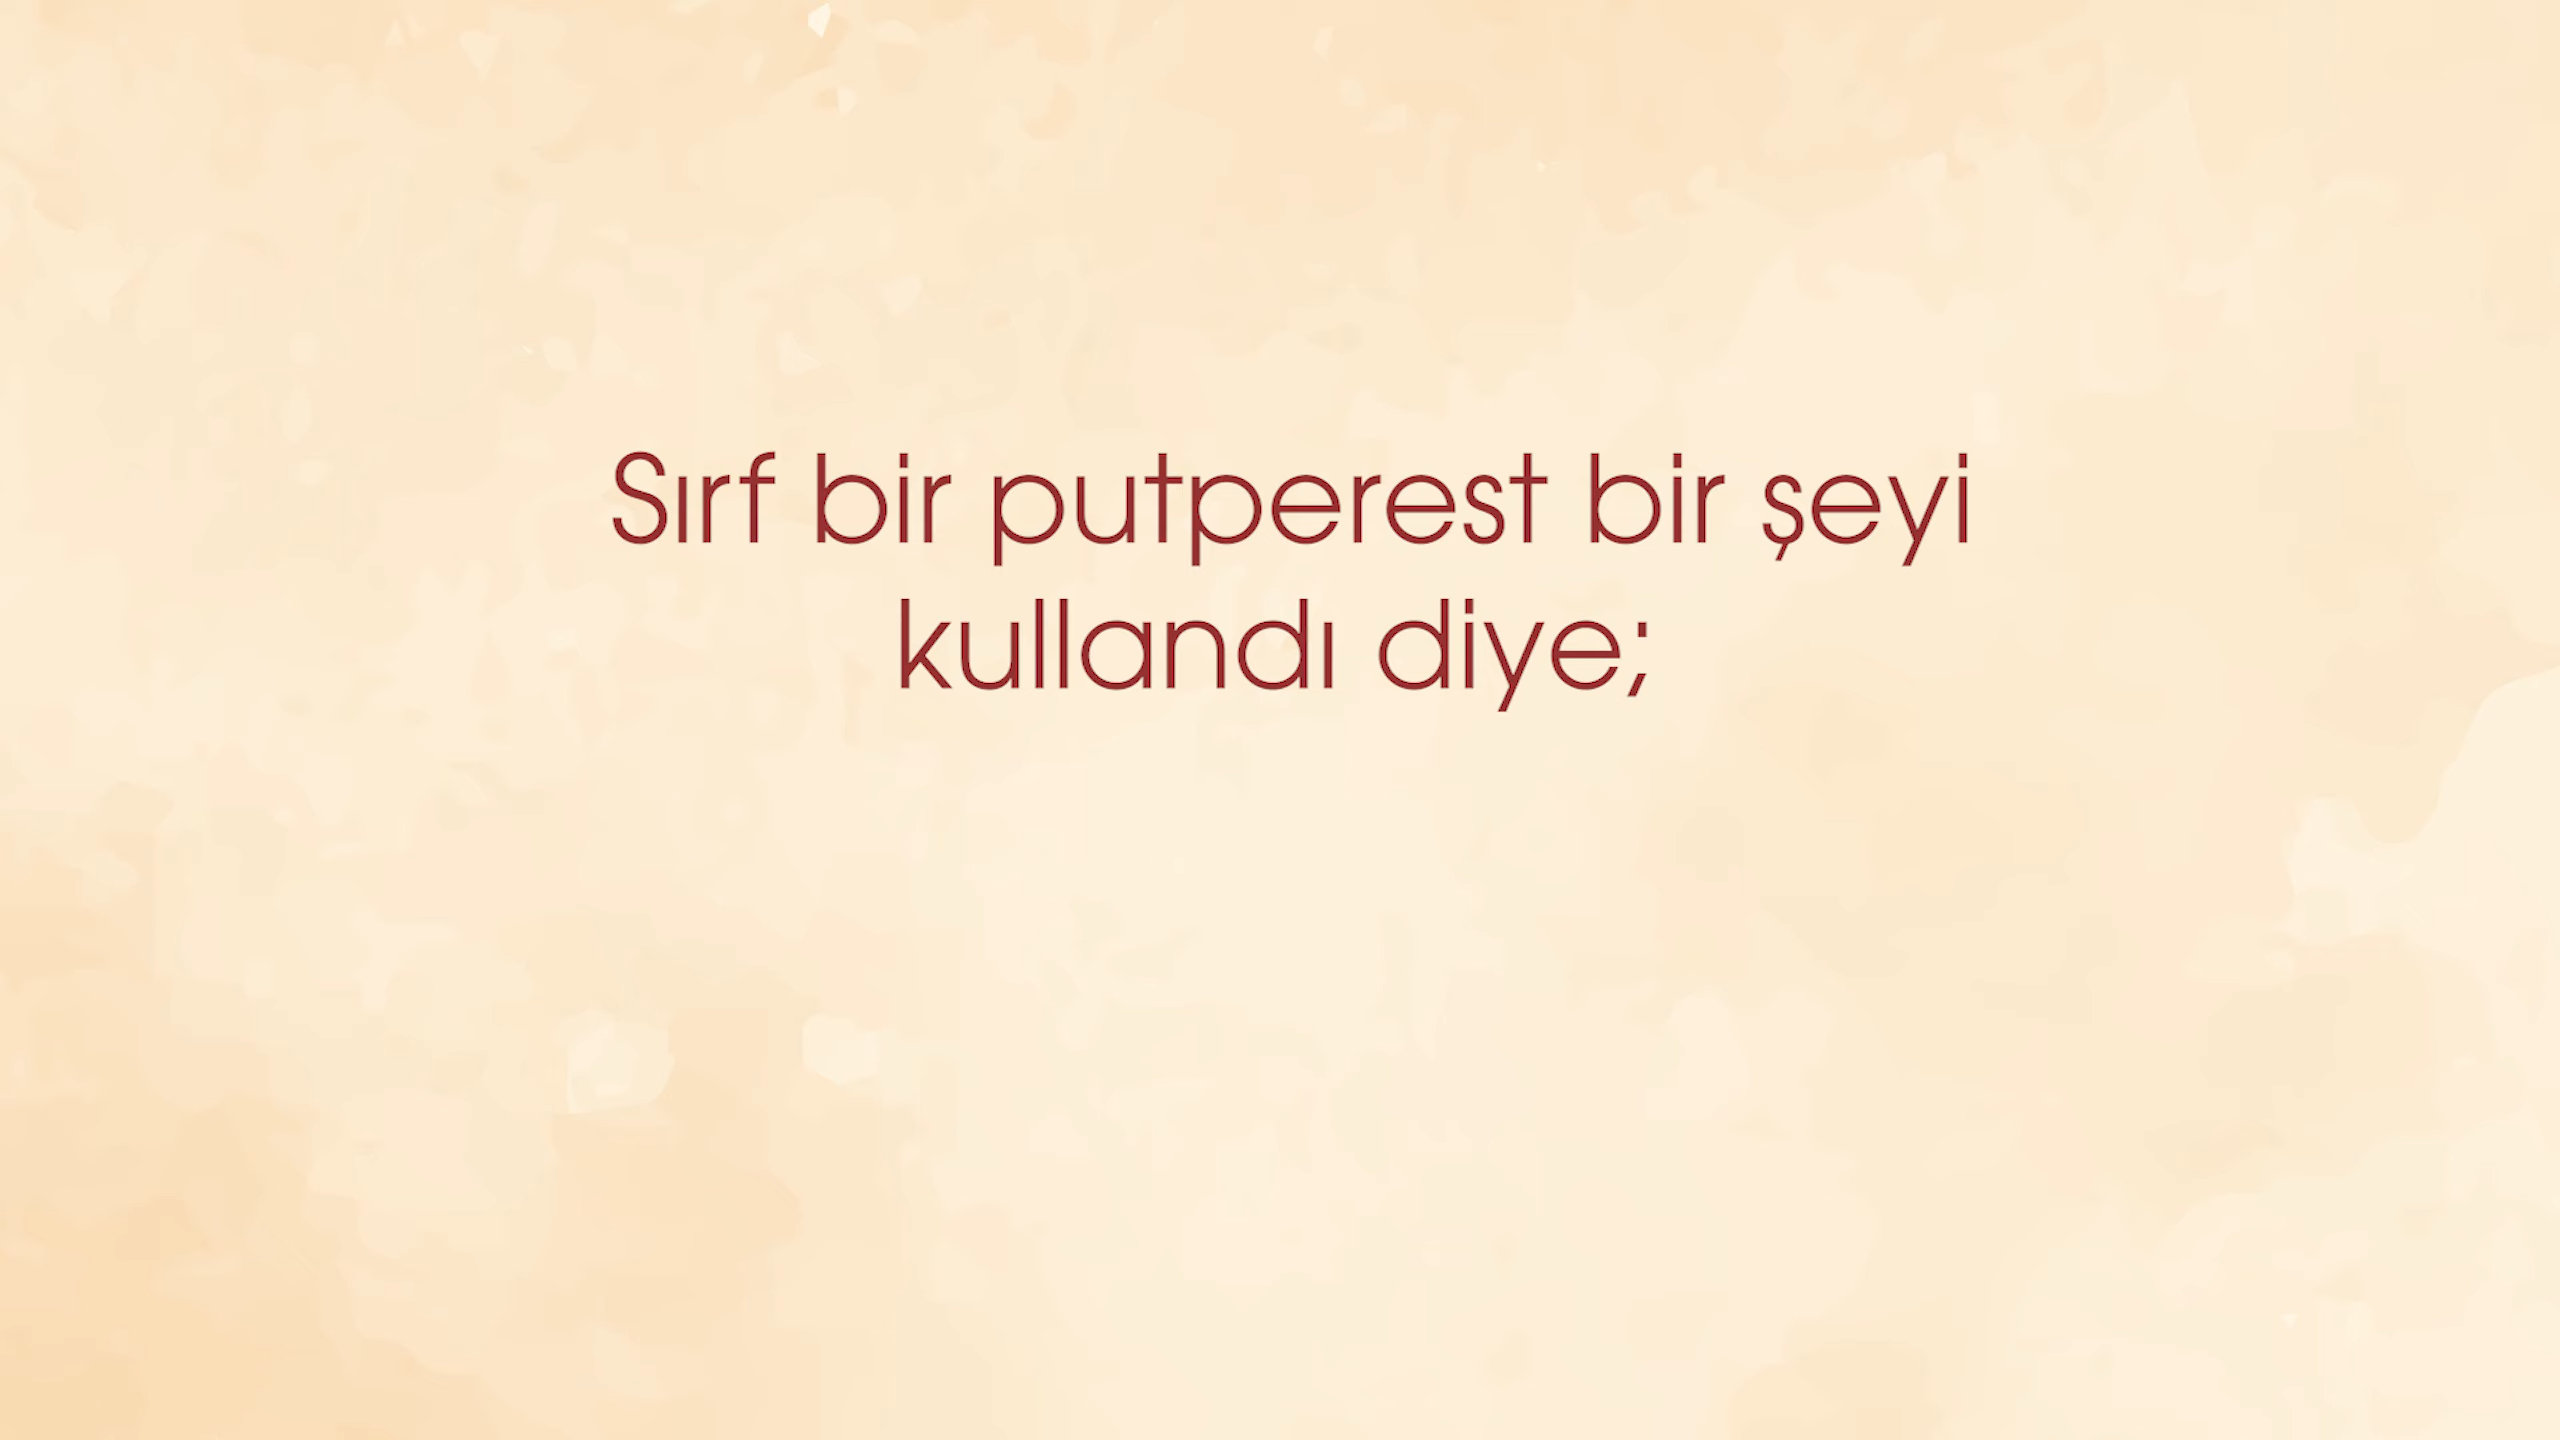 Sırf bir putperest bir şeyi
kullandı diye;